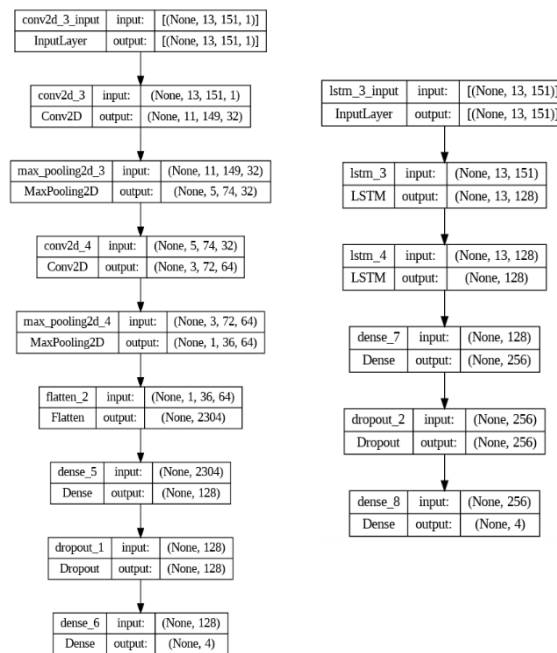 conv2d_3_input input: [(None, 13, 151, 1)]
InputLayer output: [(None, 13, 151, 1)]
conv2d_3 input: (None, 13, 151, 1)
Conv2D output: (None, 11, 149, 32)
max_pooling2d_3 input: (None, 11, 149, 32)
MaxPooling2D output: (None, 5, 74, 32)
conv2d_4 input: (None, 5, 74, 32)
Conv2D output: (None, 3, 72, 64)
max_pooling2d_4 input: (None, 3, 72, 64)
MaxPooling2D output: (None, 1, 36, 64)
flatten_2 input: (None, 1, 36, 64)
Flatten output: (None, 2304)
dense_5 input: (None, 2304)
Dense output: (None, 128)
dropout_1 input: (None, 128)
Dropout output: (None, 128)
dense_6 input: (None, 128)
Dense output: (None, 4)
lstm_3_input input: [(None, 13, 151)]
InputLayer output: [(None, 13, 151)]
lstm_3 input: (None, 13, 151)
LSTM output: (None, 13, 128)
lstm_4 input: (None, 13, 128)
LSTM output: (None, 128)
dense_7 input: (None, 128)
Dense output: (None, 256)
dropout_2 input: (None, 256)
Dropout output: (None, 256)
dense_8 input: (None, 256)
Dense output: (None, 4)